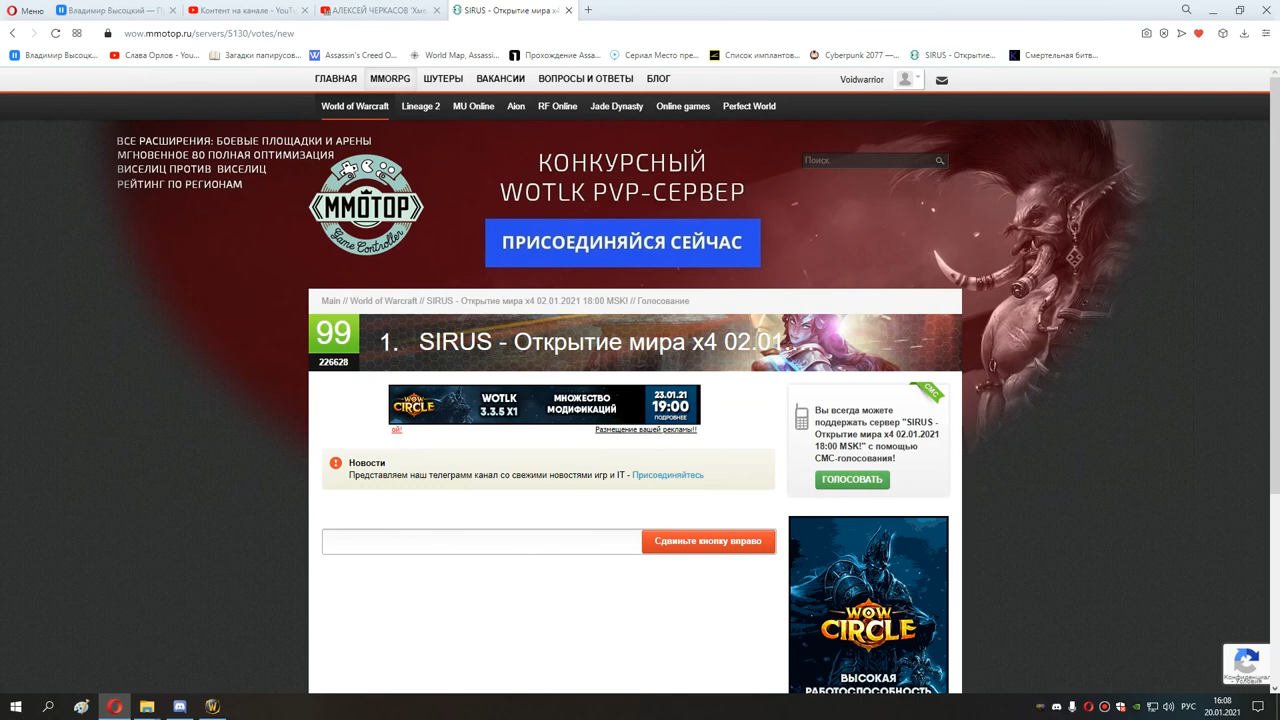 Меню
Владимир Высоцкий — П
Контент на канале - YouTu
АЛЕКСЕЙ ЧЕРКАСОВ 'Хме
SIRUS - Открытие мира x4
wow.mmotop.ru/servers/5130/votes/new
Владимир Высоцк...
Слава Орлов - You...
Загадки папирусов...
Assassin's Creed O...
World Map, Assassi...
Прохождение Assa...
Сериал Место пре...
Список имплантов...
Cyberpunk 2077 —...
SIRUS - Открытие...
Смертельная битв...
ГЛАВНАЯ MMORPG ШУТЕРЫ ВАКАНСИИ ВОПРОСЫ И ОТВЕТЫ БЛОГ
Voidwarrior
World of Warcraft Lineage 2 MU Online Aion RF Online Jade Dynasty Online games Perfect World
ВСЕ РАСШИРЕНИЯ: БОЕВЫЕ ПЛОЩАДКИ И АРЕНЫ
МГНОВЕННОЕ 80 ПОЛНАЯ ОПТИМИЗАЦИЯ
ВИСЕЛИЦ ПРОТИВ ВИСЕЛИЦ
РЕЙТИНГ ПО РЕГИОНАМ
MMOTOP
Game Controller
КОНКУРСНЫЙ
WOTLK PVP-СЕРВЕР
ПРИСОЕДИНЯЙСЯ СЕЙЧАС
Поиск
Main // World of Warcraft // SIRUS - Открытие мира x4 02.01.2021 18:00 MSK! // Голосование
99
226628
1. SIRUS - Открытие мира x4 02.01....
WOW CIRCLE
WOTLK
3.3.5 X1
МНОЖЕСТВО
МОДИФИКАЦИЙ
23.01.21
19:00
ПОДРОБНЕЕ
ой!
Размещение вашей рекламы!!
Новости
Представляем наш телеграмм канал со свежими новостями игр и IT - Присоединяйтесь
Сдвиньте кнопку вправо
СМС
Вы всегда можете
поддержать сервер "SIRUS -
Открытие мира x4 02.01.2021
18:00 MSK!" с помощью
СМС-голосования!
ГОЛОСОВАТЬ
WOW
CIRCLE
ВЫСОКАЯ
РАБОТОСПОСОБНОСТЬ
Конфиденциал
- Условия
РУС
16:08
20.01.2021